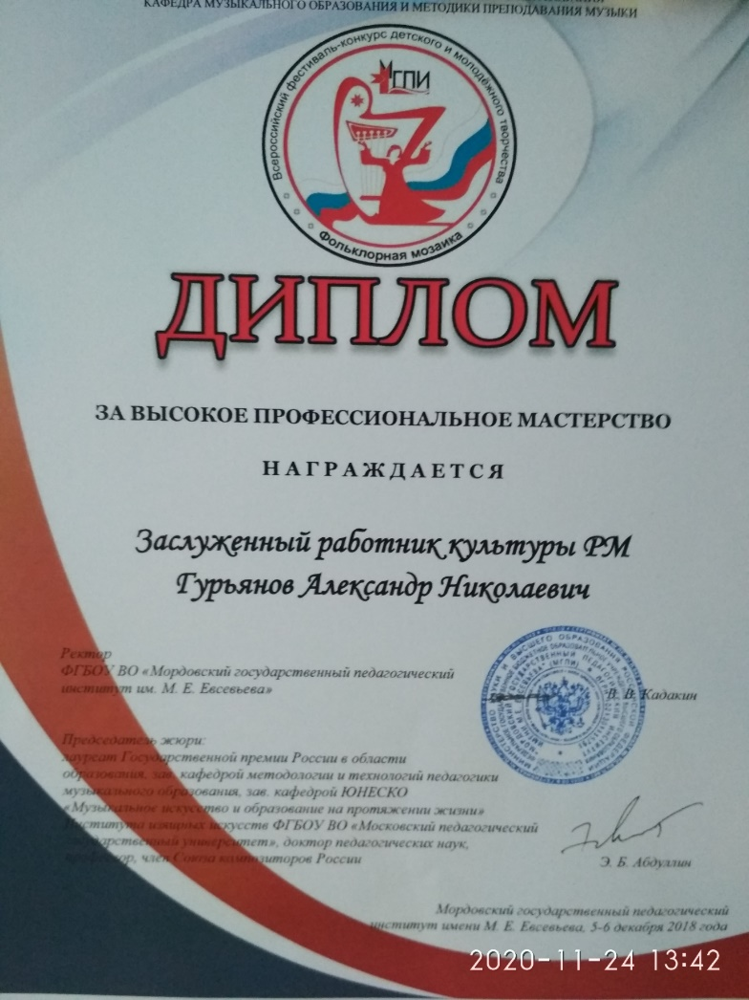 КАФЕДРА МУЗЫКАЛЬНОГО ОБРАЗОВАНИЯ И МЕТОДИКИ ПРЕПОДАВАНИЯ МУЗЫКИ
Всероссийский фестиваль-конкурс детского и молодёжного творчества
МГПИ
Фольклорная мозаика
ДИПЛОМ
ЗА ВЫСОКОЕ ПРОФЕССИОНАЛЬНОЕ МАСТЕРСТВО
НАГРАЖДАЕТСЯ
Заслуженный работник культуры РМ
Гурьянов Александр Николаевич
Ректор
ФГБОУ ВО «Мордовский государственный педагогический
институт им. М. Е. Евсевьева»
В. В. Кадакин
Председатель жюри:
лауреат Государственной премии России в области
образования, зав. кафедрой методологии и технологий педагогики
музыкального образования, зав. кафедрой ЮНЕСКО
«Музыкальное искусство и образование на протяжении жизни»
Института изящных искусств ФГБОУ ВО «Московский педагогический
государственный университет», доктор педагогических наук,
профессор, член Союза композиторов России
Э. Б. Абдуллин
Мордовский государственный педагогический
институт имени М. Е. Евсевьева, 5-6 декабря 2018 года
2020-11-24 13:42